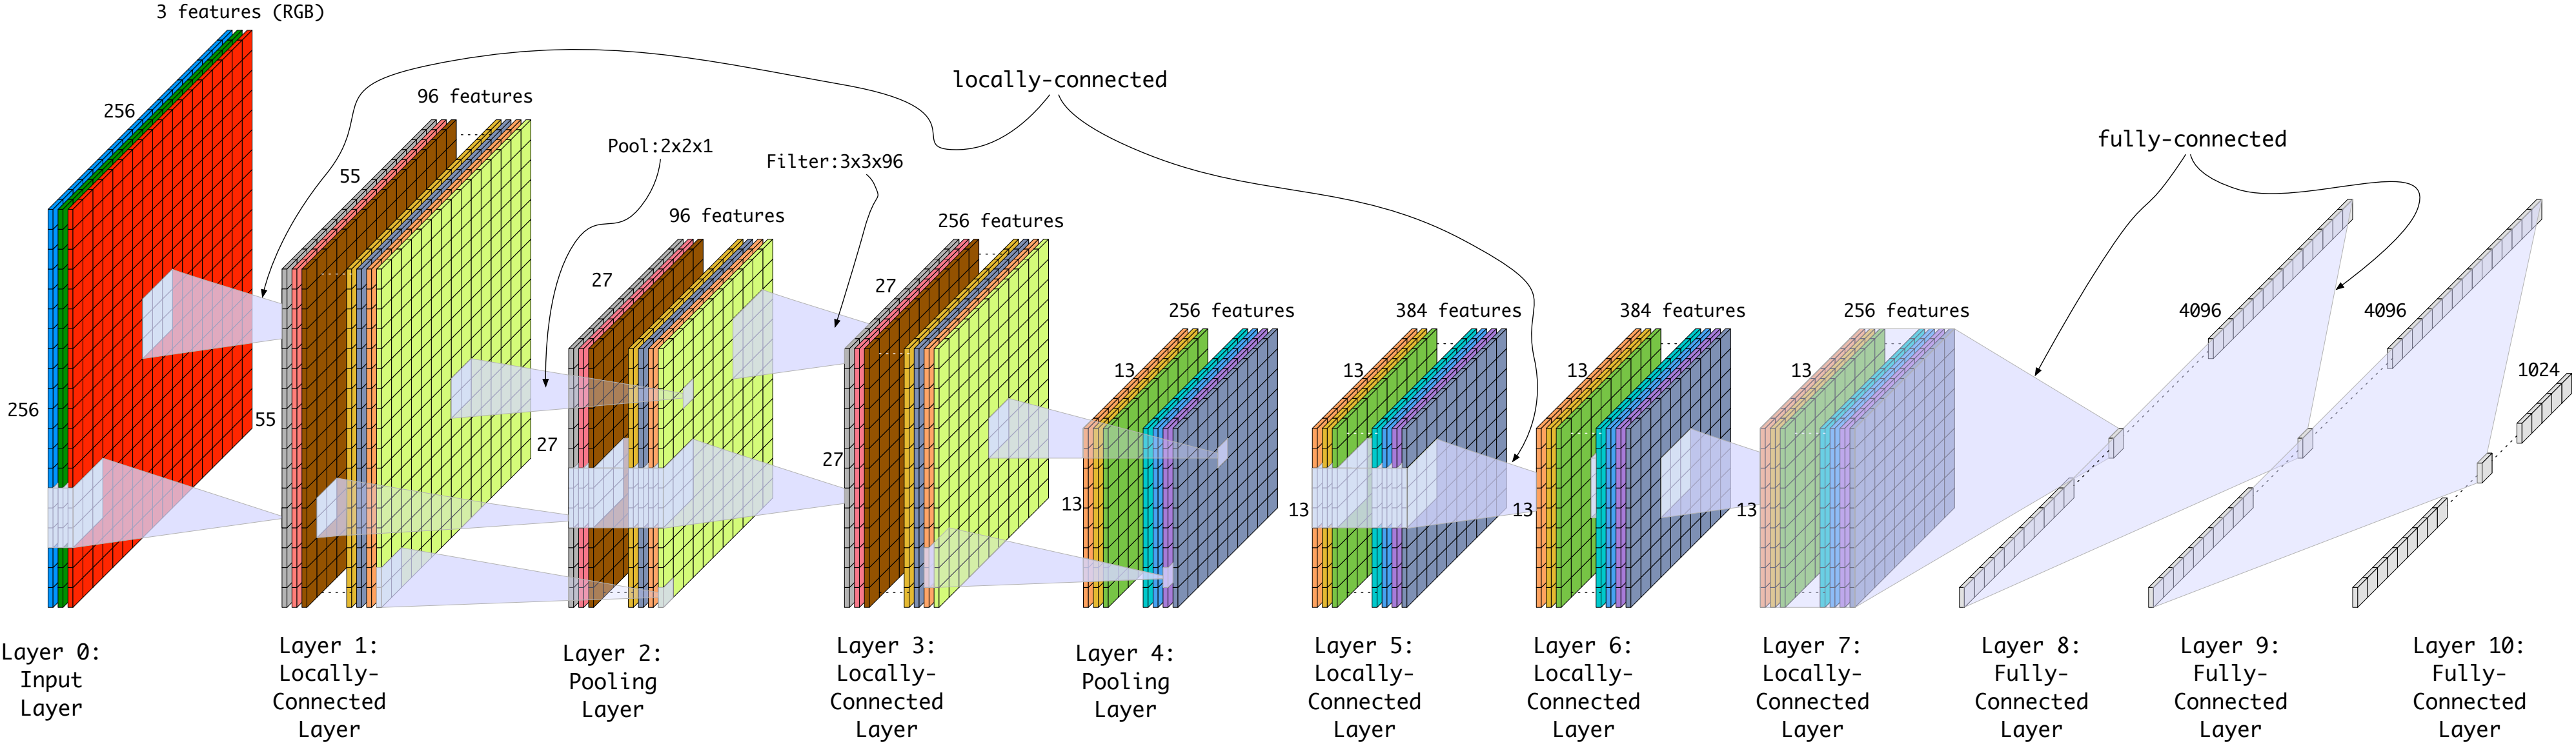 3 features (RGB)
256
256
96 features
55
55
Pool:2x2x1
96 features
27
27
Filter:3x3x96
locally-connected
256 features
27
27
256 features
13
13
384 features
13
13
384 features
13
13
256 features
13
13
fully-connected
4096
4096
1024
Layer 0:
Input
Layer
Layer 1:
Locally-
Connected
Layer
Layer 2:
Pooling
Layer
Layer 3:
Locally-
Connected
Layer
Layer 4:
Pooling
Layer
Layer 5:
Locally-
Connected
Layer
Layer 6:
Locally-
Connected
Layer
Layer 7:
Locally-
Connected
Layer
Layer 8:
Fully-
Connected
Layer
Layer 9:
Fully-
Connected
Layer
Layer 10:
Fully-
Connected
Layer